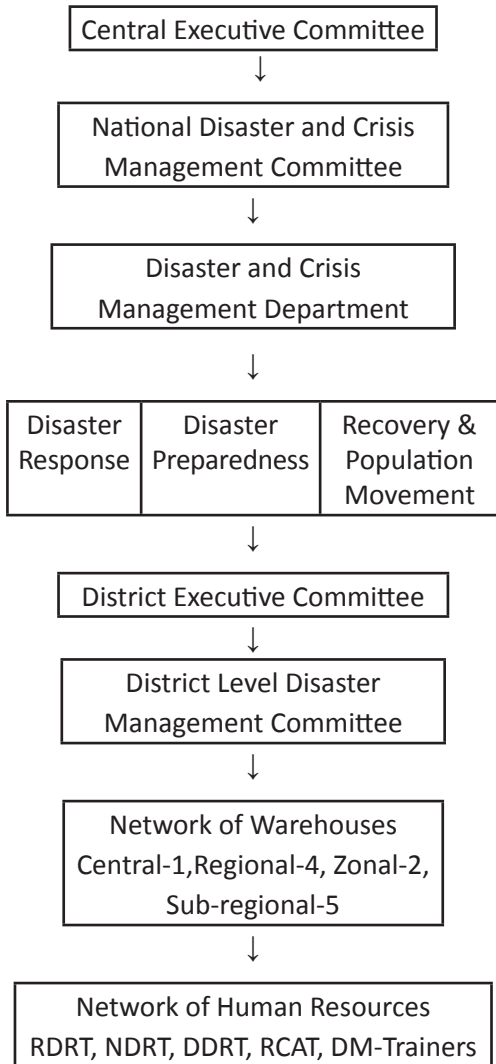 Central Executive Committee
↓
National Disaster and Crisis
Management Committee
↓
Disaster and Crisis
Management Department
↓
Disaster Response
Disaster Preparedness
Recovery & Population Movement
↓
District Executive Committee
↓
District Level Disaster
Management Committee
↓
Network of Warehouses
Central-1,Regional-4, Zonal-2,
Sub-regional-5
↓
Network of Human Resources
RDRT, NDRT, DDRT, RCAT, DM-Trainers